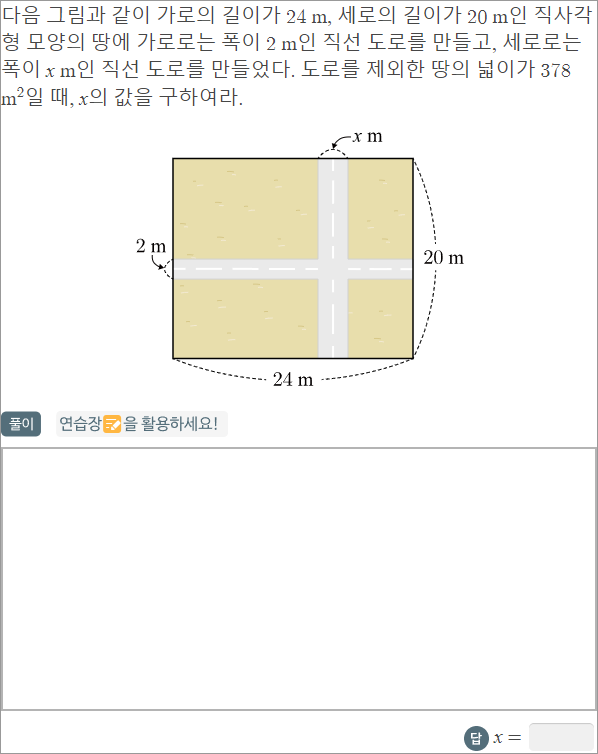 다음 그림과 같이 가로의 길이가 24 m, 세로의 길이가 20 m인 직사각
형 모양의 땅에 가로로는 폭이 2 m인 직선 도로를 만들고, 세로로는
폭이 x m인 직선 도로를 만들었다. 도로를 제외한 땅의 넓이가 378
m²일 때, x의 값을 구하여라.
x m
2 m
20 m
24 m
풀이 연습장을 활용하세요!
답 x =